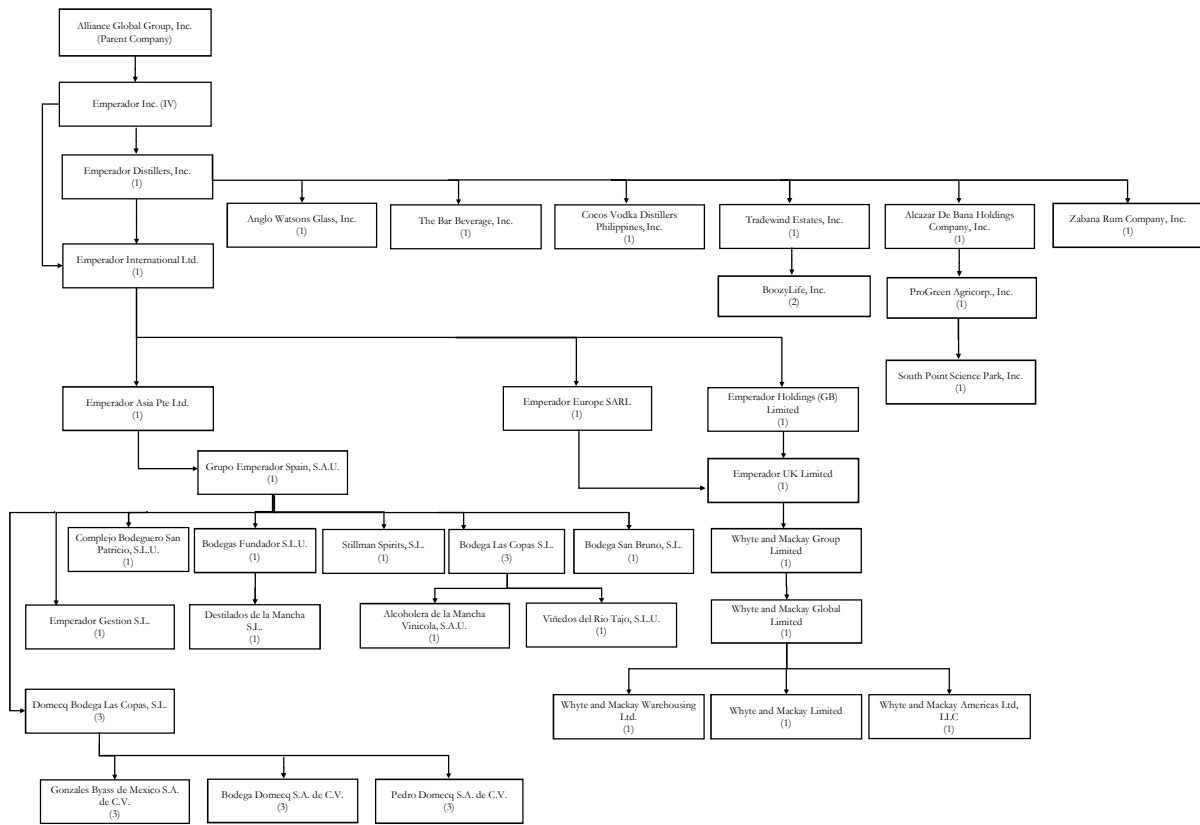 Alliance Global Group, Inc.
(Parent Company)
Emperador Inc. (IV)
Emperador Distillers, Inc.
(1)
Anglo Watsons Glass, Inc.
(1)
The Bar Beverage, Inc.
(1)
Cocos Vodka Distillers
Philippines, Inc.
(1)
Tradewind Estates, Inc.
(1)
Alcazar De Bana Holdings
Company, Inc.
(1)
Zabana Rum Company, Inc.
(1)
Emperador International Ltd.
(1)
BoozyLife, Inc.
(2)
ProGreen Agricorp., Inc.
(1)
South Point Science Park, Inc.
(1)
Emperador Asia Pte Ltd.
(1)
Emperador Europe SARL
(1)
Emperador Holdings (GB)
Limited
(1)
Grupo Emperador Spain, S.A.U.
(1)
Emperador UK Limited
(1)
Complejo Bodeguero San
Patricio, S.L.U.
(1)
Bodegas Fundador S.L.U.
(1)
Stillman Spirits, S.L.
(1)
Bodega Las Copas S.L.
(3)
Bodega San Bruno, S.L.
(1)
Whyte and Mackay Group
Limited
(1)
Emperador Gestion S.L.
(1)
Destilados de la Mancha
S.L.
(1)
Alcoholera de la Mancha
Vinicola, S.A.U.
(1)
Viñedos del Rio Tajo, S.L.U.
(1)
Whyte and Mackay Global
Limited
(1)
Domecq Bodega Las Copas, S.L.
(3)
Whyte and Mackay Warehousing
Ltd.
(1)
Whyte and Mackay Limited
(1)
Whyte and Mackay Americas Ltd,
LLC
(1)
Gonzales Byass de Mexico S.A.
de C.V.
(3)
Bodega Domecq S.A. de C.V.
(3)
Pedro Domecq S.A. de C.V.
(3)